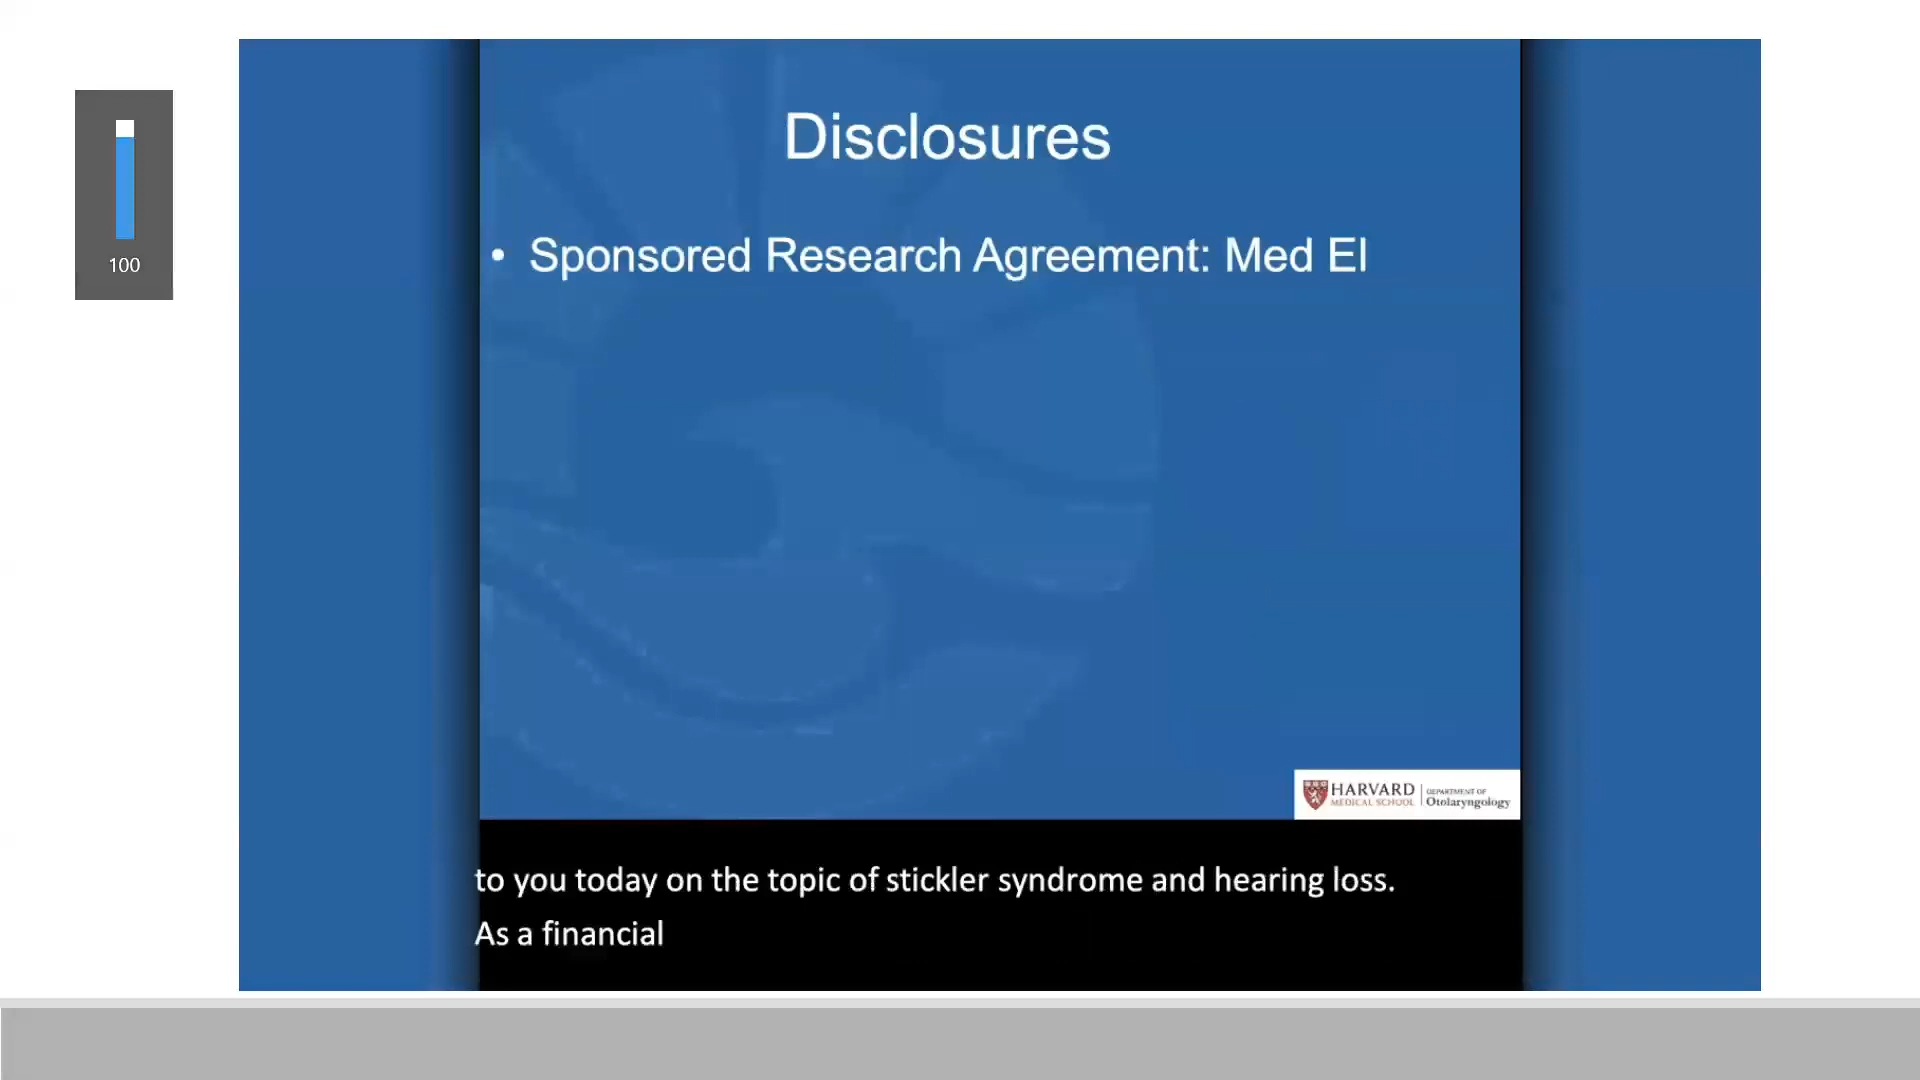 Disclosures
• Sponsored Research Agreement: Med El
100
HARVARD
MEDICAL SCHOOL
DEPARTMENT OF
Otolaryngology
to you today on the topic of stickler syndrome and hearing loss.
As a financial